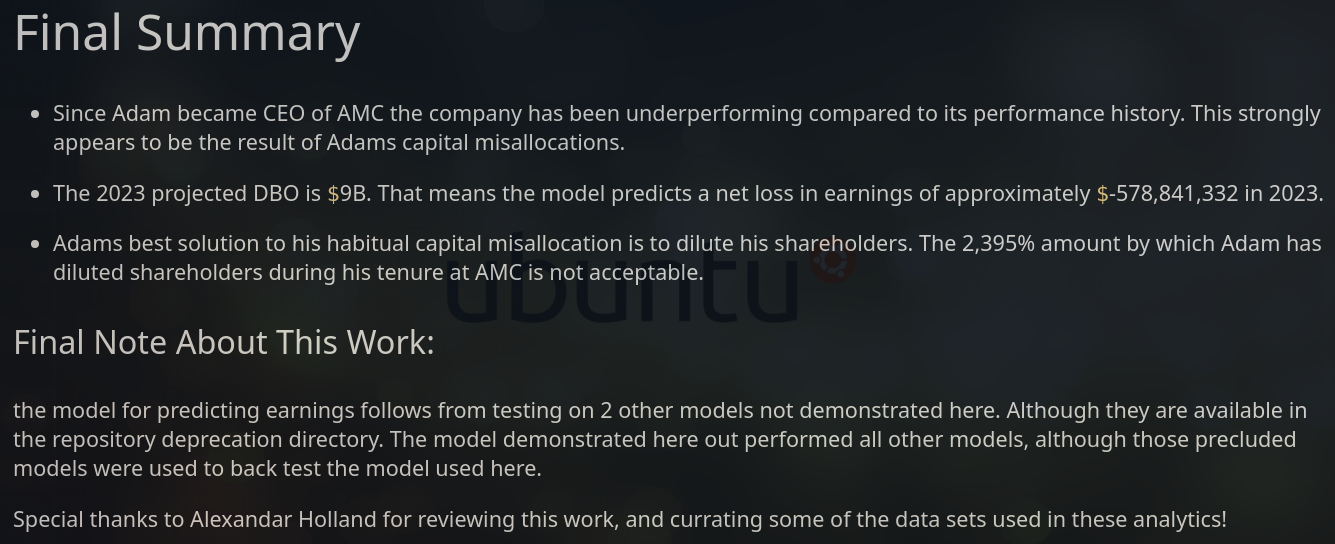 Final Summary
• Since Adam became CEO of AMC the company has been underperforming compared to its performance history. This strongly
appears to be the result of Adams capital misallocations.
• The 2023 projected DBO is $9B. That means the model predicts a net loss in earnings of approximately $-578,841,332 in 2023.
• Adams best solution to his habitual capital misallocation is to dilute his shareholders. The 2,395% amount by which Adam has
diluted shareholders during his tenure at AMC is not acceptable.
ubuntu
Final Note About This Work:
the model for predicting earnings follows from testing on 2 other models not demonstrated here. Although they are available in
the repository deprecation directory. The model demonstrated here out performed all other models, although those precluded
models were used to back test the model used here.
Special thanks to Alexandar Holland for reviewing this work, and currating some of the data sets used in these analytics!